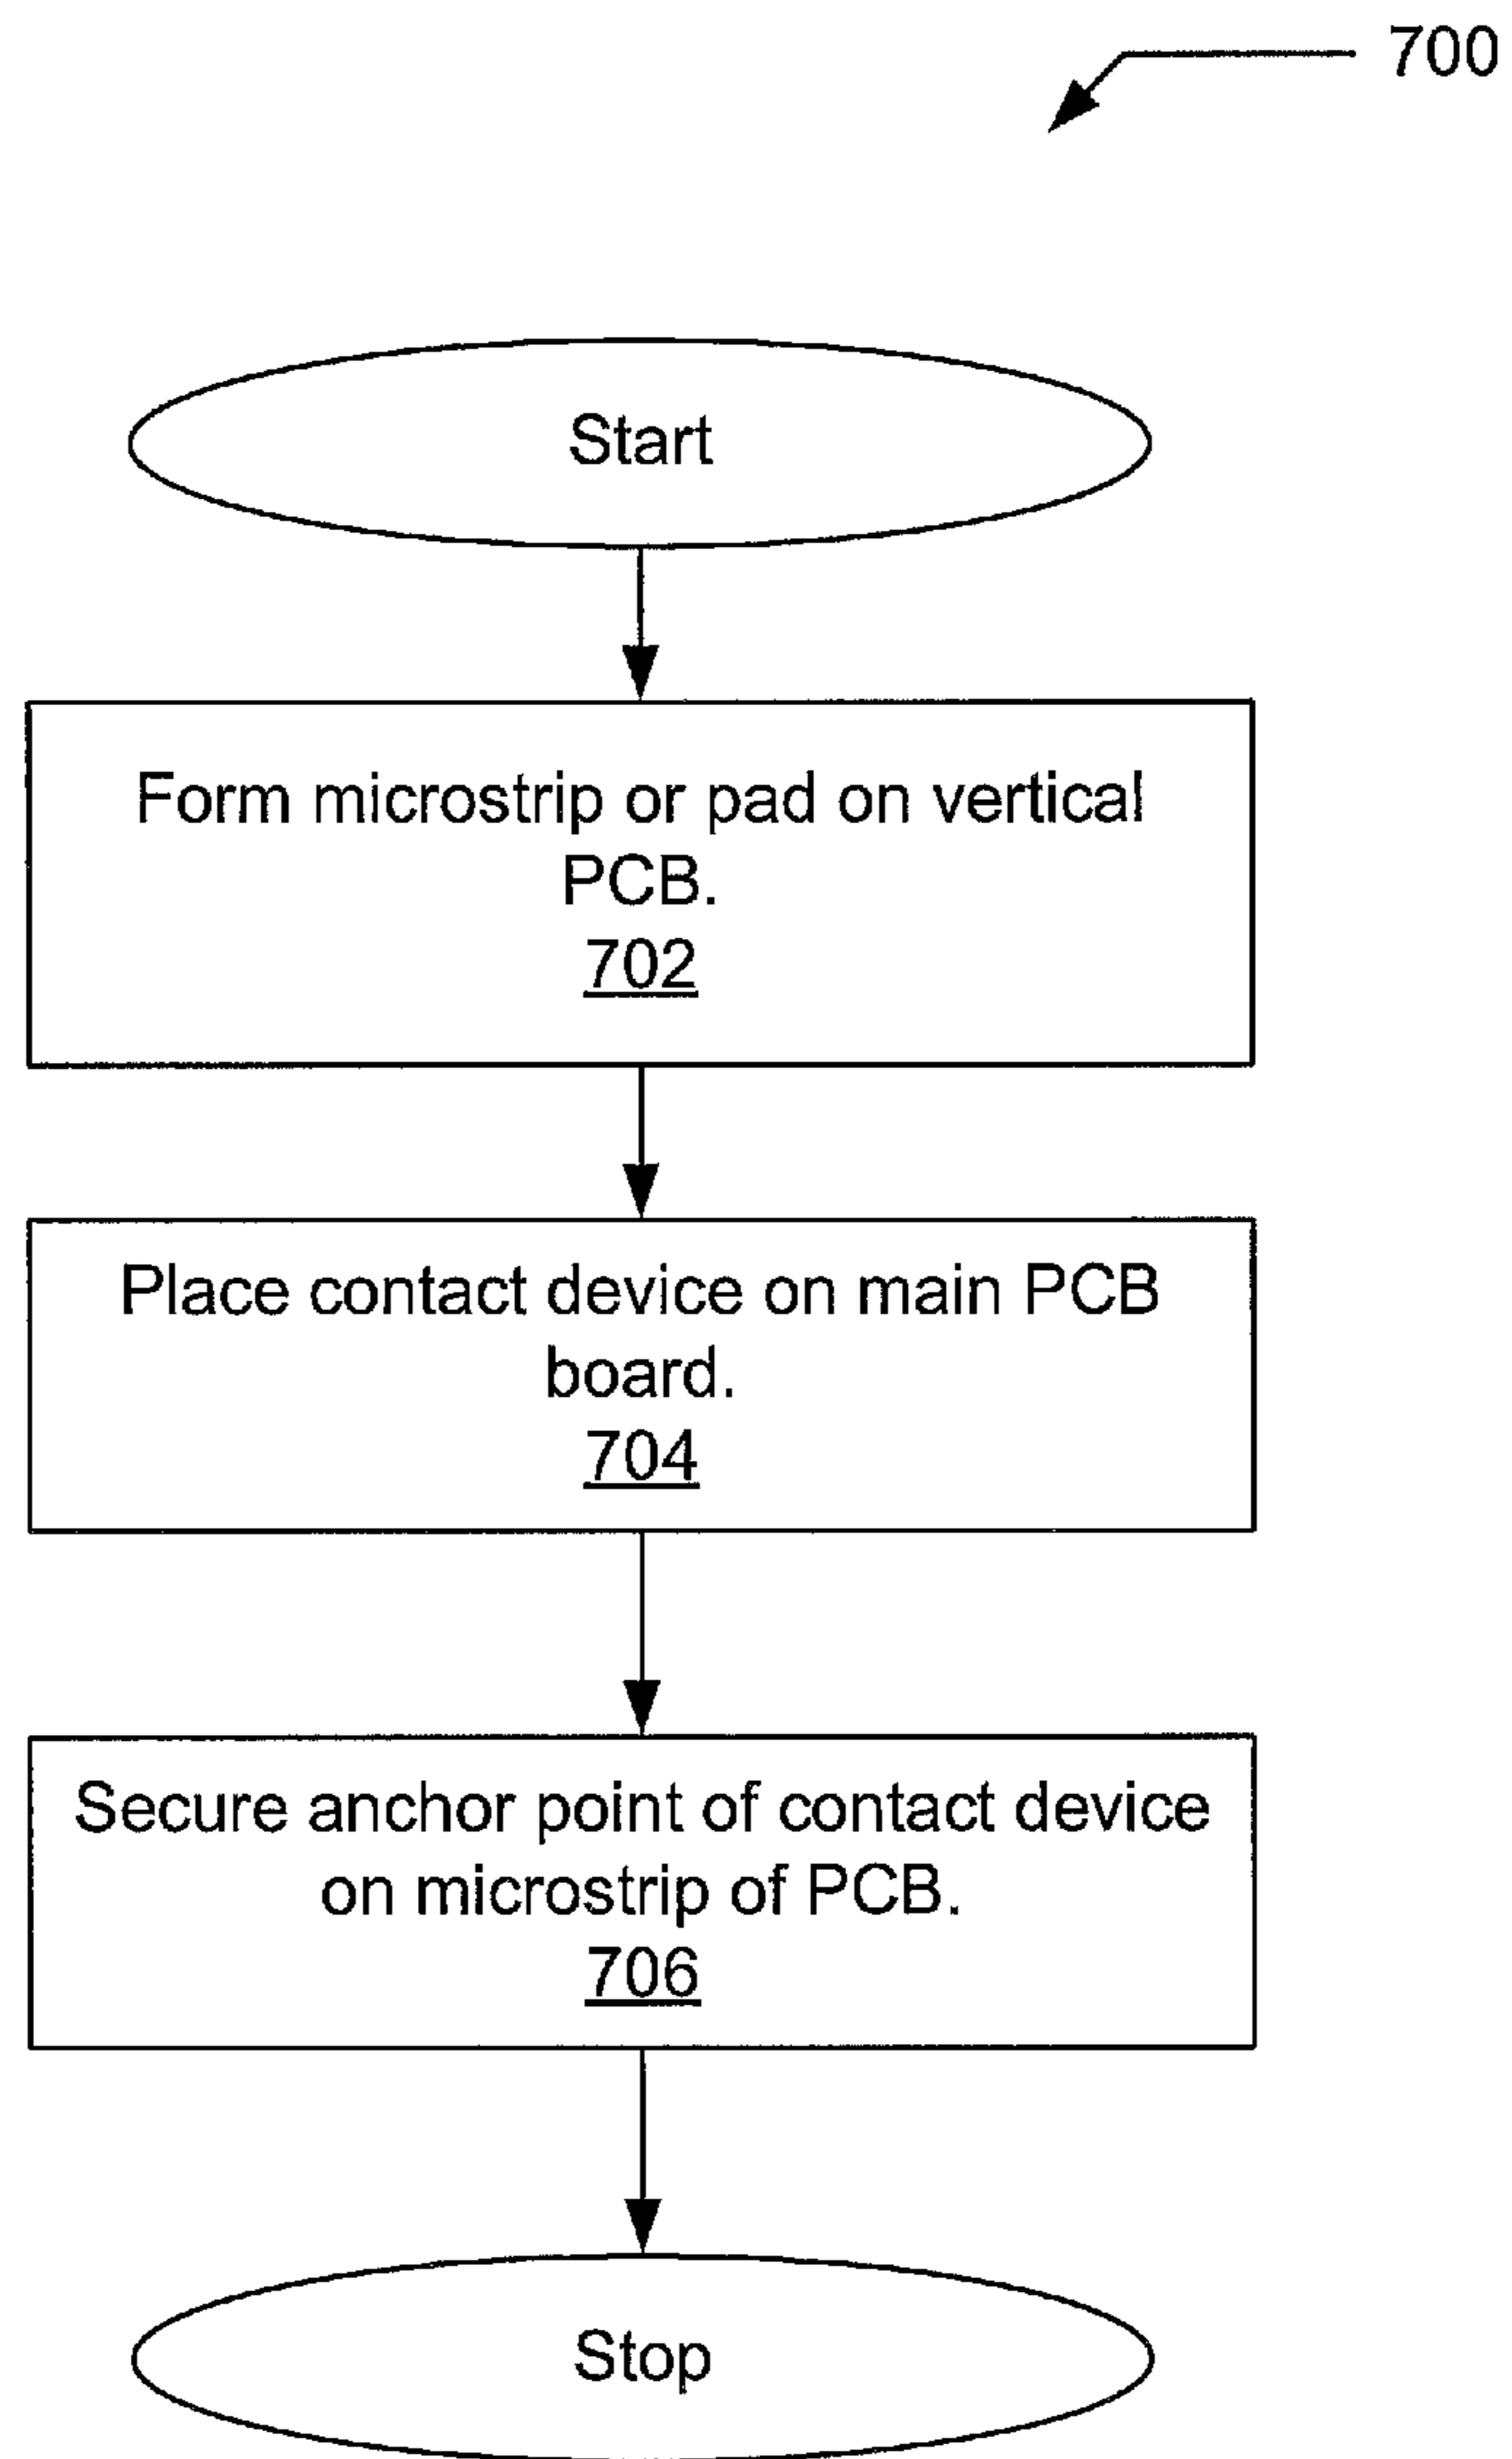 700
Start
Form microstrip or pad on vertical
PCB.
702
Place contact device on main PCB
board.
704
Secure anchor point of contact device
on microstrip of PCB.
706
Stop